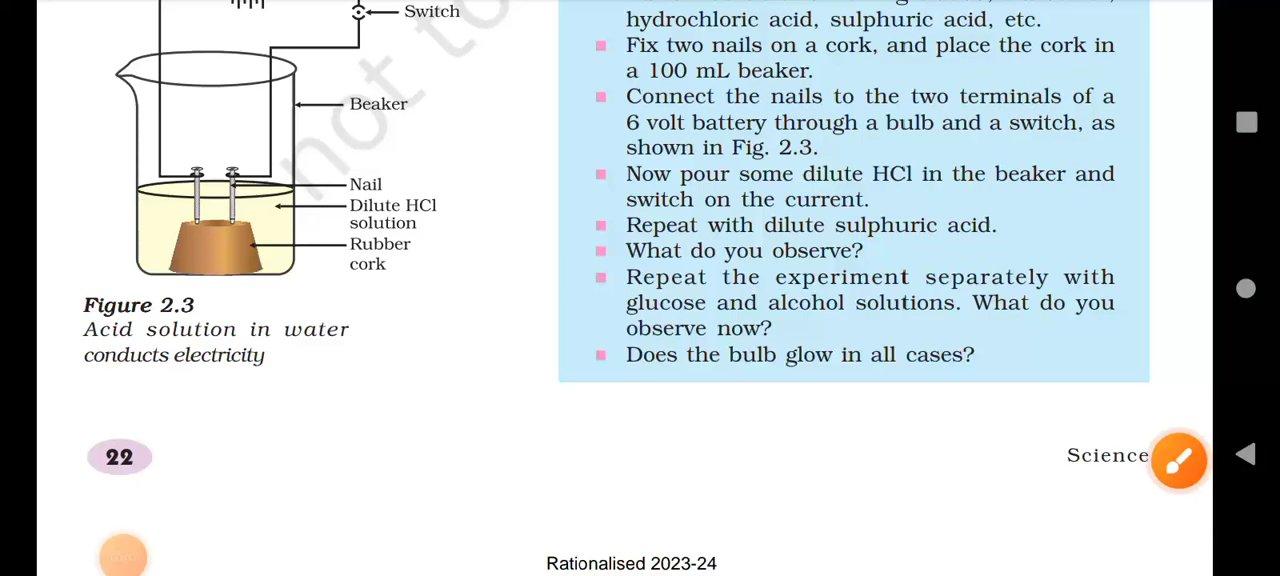 Switch
Beaker
Nail
Dilute HCl
solution
Rubber
cork
Figure 2.3
Acid solution in water
conducts electricity
hydrochloric acid, sulphuric acid, etc.
Fix two nails on a cork, and place the cork in
a 100 mL beaker.
Connect the nails to the two terminals of a
6 volt battery through a bulb and a switch, as
shown in Fig. 2.3.
Now pour some dilute HCl in the beaker and
switch on the current.
Repeat with dilute sulphuric acid.
What do you observe?
Repeat the experiment separately with
glucose and alcohol solutions. What do you
observe now?
Does the bulb glow in all cases?
not to
22
Science
Rationalised 2023-24